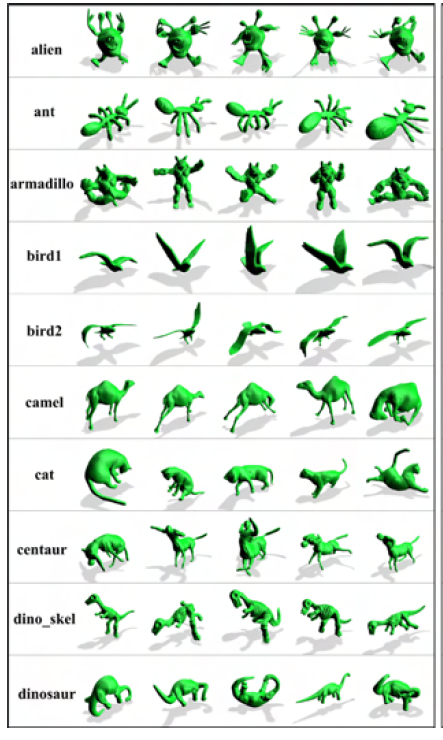 alien
ant
armadillo
bird1
bird2
camel
cat
centaur
dino_skel
dinosaur